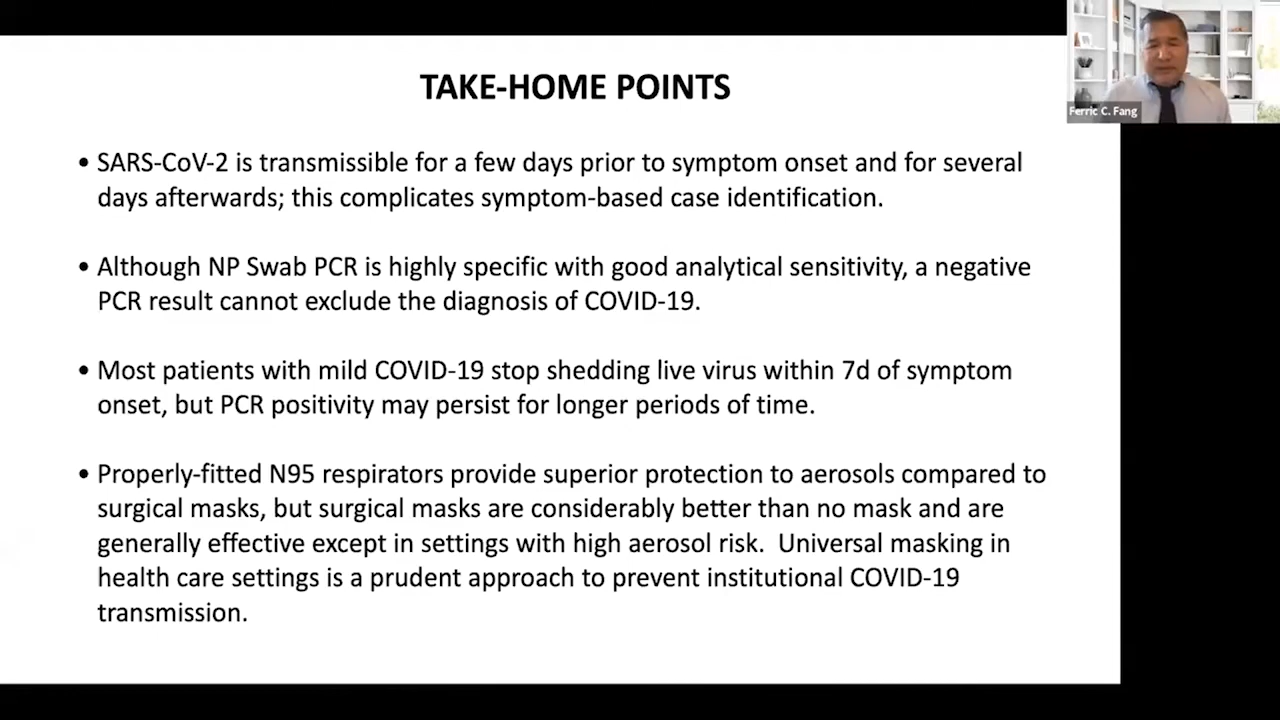 TAKE-HOME POINTS
• SARS-CoV-2 is transmissible for a few days prior to symptom onset and for several
days afterwards; this complicates symptom-based case identification.
• Although NP Swab PCR is highly specific with good analytical sensitivity, a negative
PCR result cannot exclude the diagnosis of COVID-19.
• Most patients with mild COVID-19 stop shedding live virus within 7d of symptom
onset, but PCR positivity may persist for longer periods of time.
• Properly-fitted N95 respirators provide superior protection to aerosols compared to
surgical masks, but surgical masks are considerably better than no mask and are
generally effective except in settings with high aerosol risk.  Universal masking in
health care settings is a prudent approach to prevent institutional COVID-19
transmission.
Ferric C. Fang